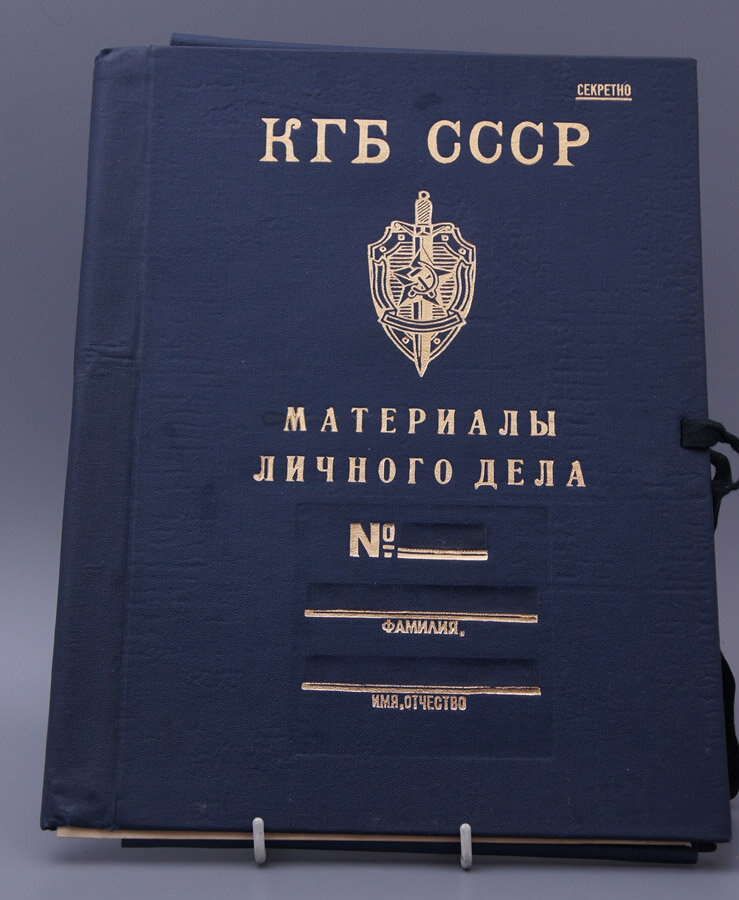 СЕКРЕТНО
КГБ СССР
МАТЕРИАЛЫ
ЛИЧНОГО ДЕЛА
№
ФАМИЛИЯ,
ИМЯ,ОТЧЕСТВО